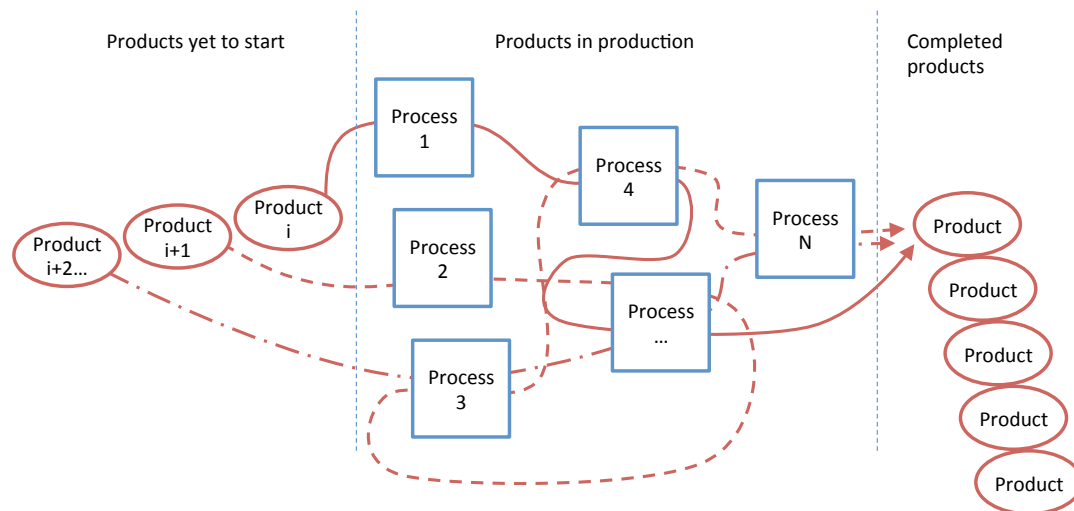 Products yet to start
Products in production
Completed
products
Process
1
Process
4
Product
i
Product
i+1
Product
i+2...
Process
2
Process
N
Product
Process
...
Product
Process
3
Product
Product
Product